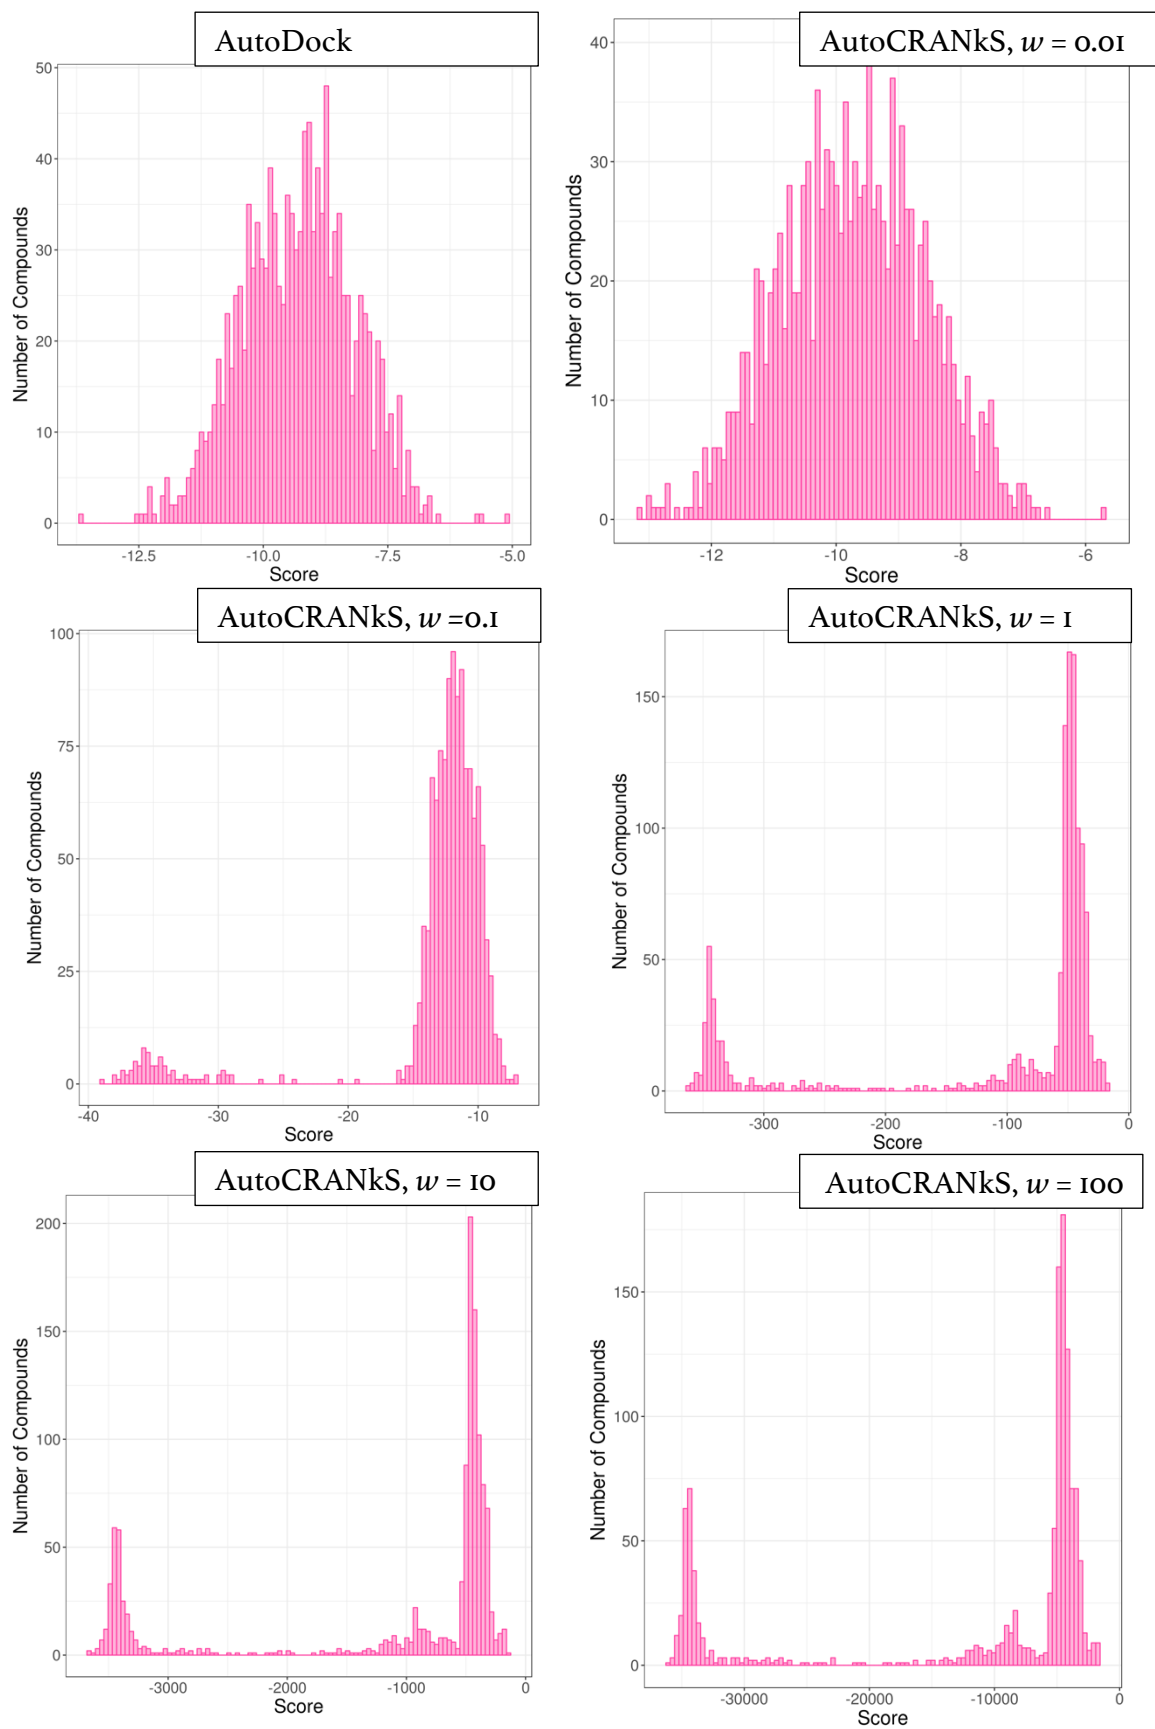 AutoDock
50
40
30
20
10
0
Number of Compounds
-12.5 -10.0 -7.5 -5.0
Score
AutoCRANkS, w = 0.01
40
30
20
10
0
Number of Compounds
-12 -10 -8 -6
Score
AutoCRANkS, w =0.1
100
75
50
25
0
Number of Compounds
-40 -30 -20 -10
Score
AutoCRANkS, w = 1
150
100
50
0
Number of Compounds
-300 -200 -100 0
Score
AutoCRANkS, w = 10
200
150
100
50
0
Number of Compounds
-3000 -2000 -1000 0
Score
AutoCRANkS, w = 100
150
100
50
0
Number of Compounds
-30000 -20000 -10000 0
Score